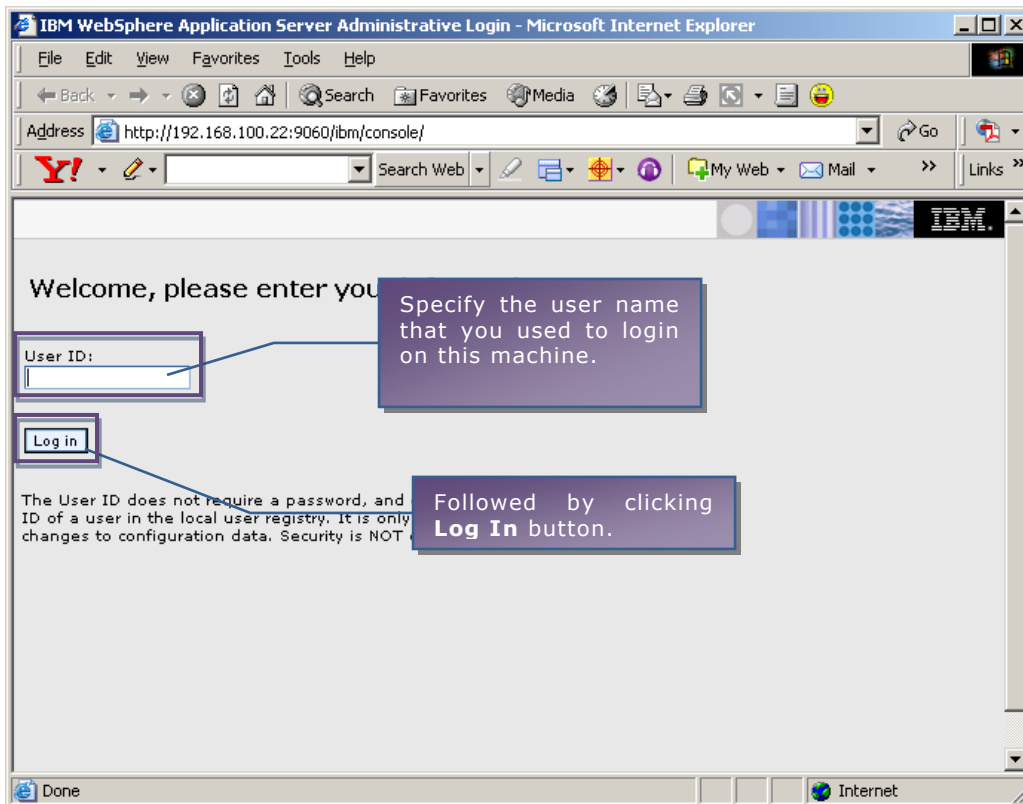 IBM WebSphere Application Server Administrative Login - Microsoft Internet Explorer
File Edit View Favorites Tools Help
Back Search Favorites Media
Address http://192.168.100.22:9060/ibm/console/ Go
Y! Search Web My Web Mail >> Links >>
IBM.
Welcome, please enter you
Specify the user name
that you used to login
on this machine.
User ID:
Log in
The User ID does not require a password, and
ID of a user in the local user registry. It is only
changes to configuration data. Security is NOT
Followed by clicking
Log In button.
Done Internet